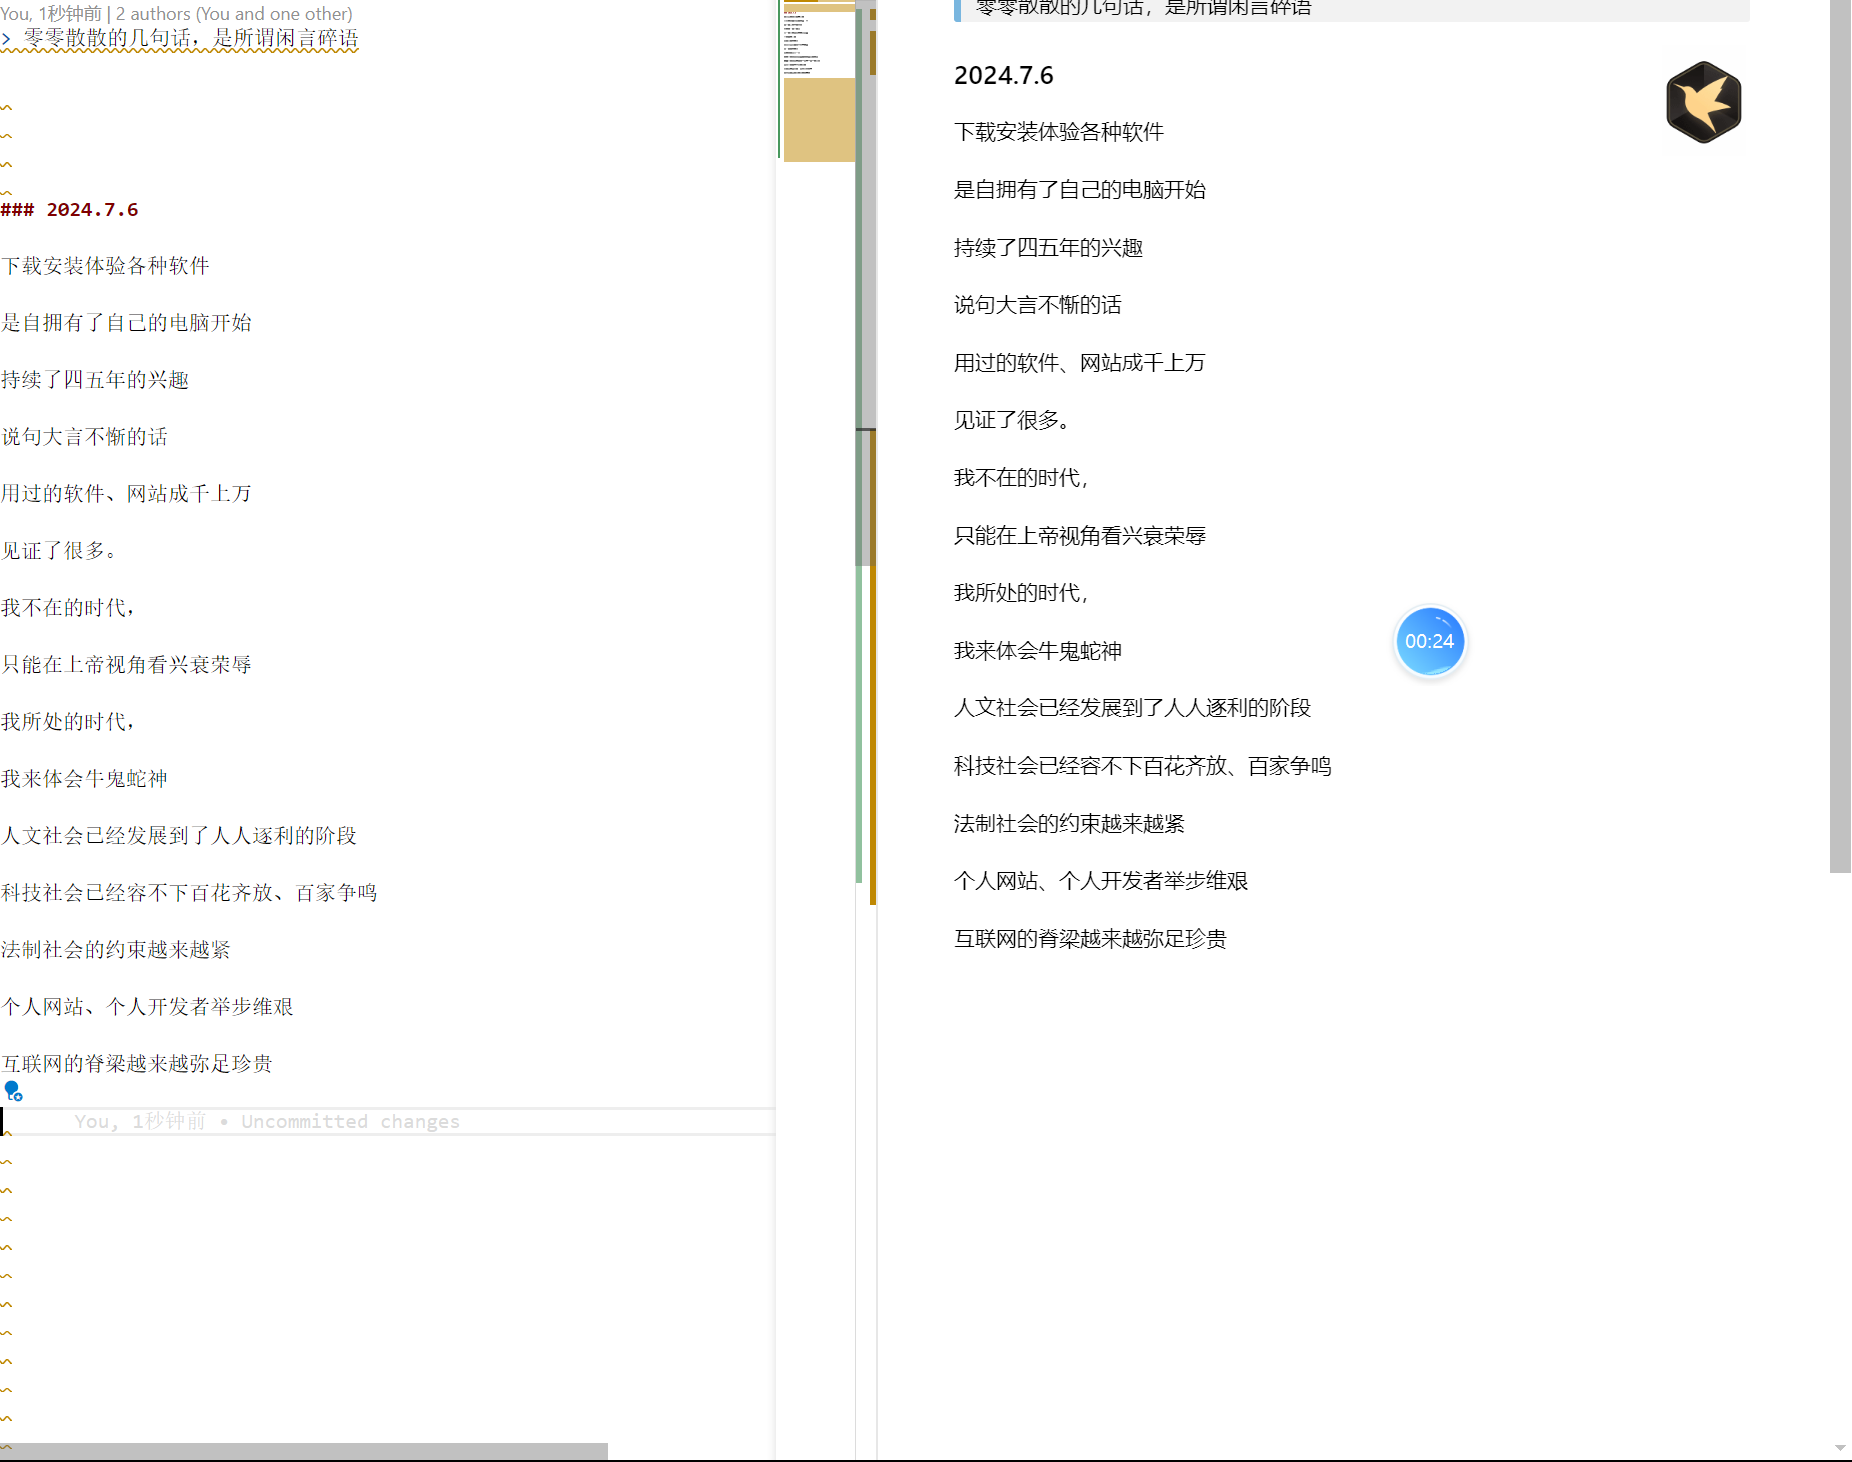 You, 1秒钟前 | 2 authors (You and one other)
> 零零散散的几句话，是所谓闲言碎语
### 2024.7.6
下载安装体验各种软件
是自拥有了自己的电脑开始
持续了四五年的兴趣
说句大言不惭的话
用过的软件、网站成千上万
见证了很多。
我不在的时代，
只能在上帝视角看兴衰荣辱
我所处的时代，
我来体会牛鬼蛇神
人文社会已经发展到了人人逐利的阶段
科技社会已经容不下百花齐放、百家争鸣
法制社会的约束越来越紧
个人网站、个人开发者举步维艰
互联网的脊梁越来越弥足珍贵
You, 1秒钟前 • Uncommitted changes
零零散散的几句话，是所谓闲言碎语
2024.7.6
下载安装体验各种软件
是自拥有了自己的电脑开始
持续了四五年的兴趣
说句大言不惭的话
用过的软件、网站成千上万
见证了很多。
我不在的时代，
只能在上帝视角看兴衰荣辱
我所处的时代，
我来体会牛鬼蛇神
00:24
人文社会已经发展到了人人逐利的阶段
科技社会已经容不下百花齐放、百家争鸣
法制社会的约束越来越紧
个人网站、个人开发者举步维艰
互联网的脊梁越来越弥足珍贵